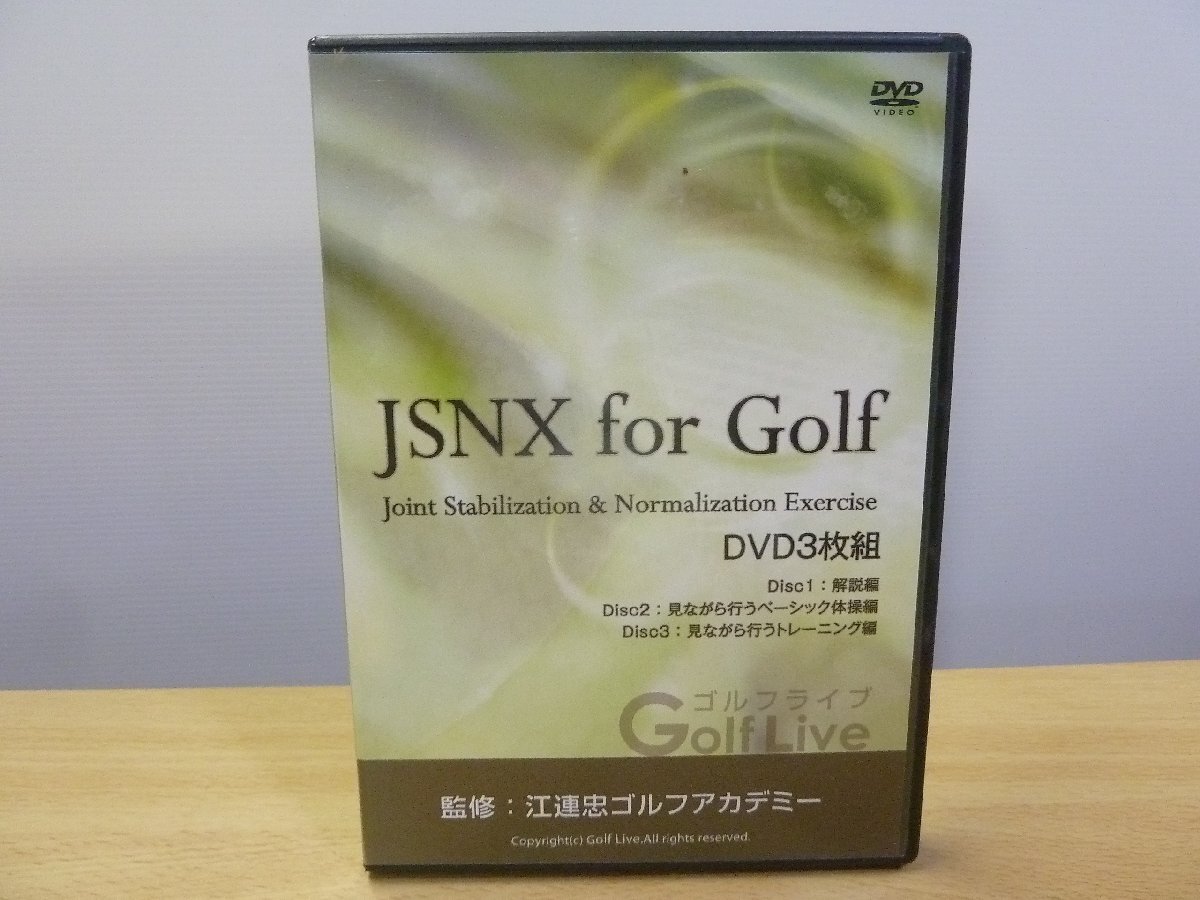 DVD
VIDEO
JSNX for Golf
Joint Stabilization & Normalization Exercise
DVD3枚組
Disc1：解説編
Disc2：見ながら行うベーシック体操編
Disc3：見ながら行うトレーニング編
ゴルフライブ
Golf Live
監修：江連忠ゴルフアカデミー
Copyright(c) Golf Live.All rights reserved.